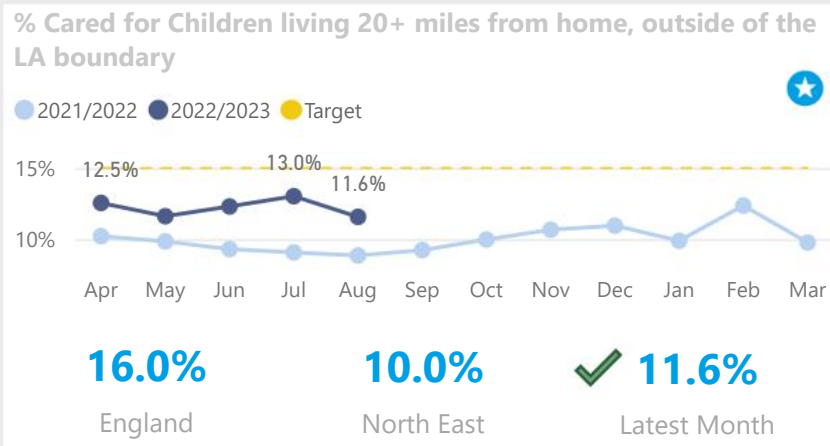 % Cared for Children living 20+ miles from home, outside of the
LA boundary
2021/2022 2022/2023 Target
15%
12.5%
13.0%
11.6%
10%
Apr May Jun Jul Aug Sep Oct Nov Dec Jan Feb Mar
16.0% 10.0% 11.6%
England North East Latest Month